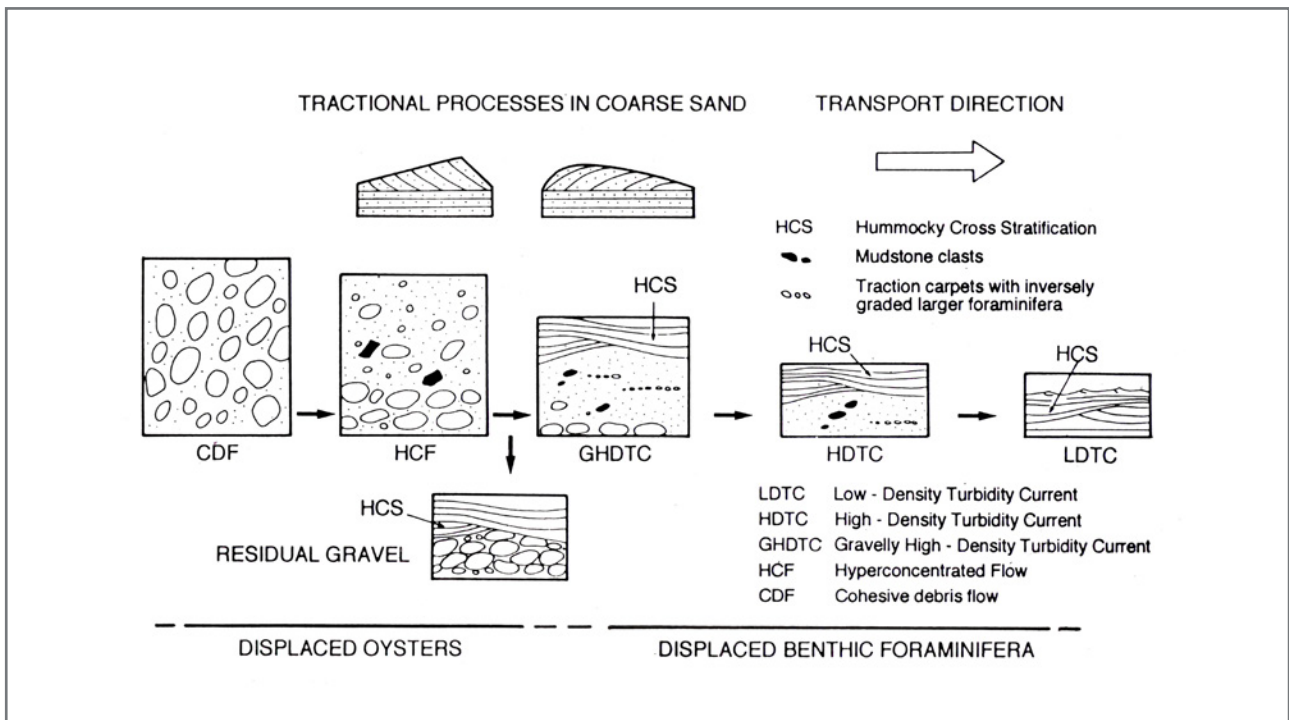 TRACTIONAL PROCESSES IN COARSE SAND
TRANSPORT DIRECTION
HCS Hummocky Cross Stratification
Mudstone clasts
Traction carpets with inversely
graded larger foraminifera
HCS
HCS
HCS
CDF
HCF
GHDTC
HDTC
LDTC
HCS
RESIDUAL GRAVEL
LDTC Low - Density Turbidity Current
HDTC High - Density Turbidity Current
GHDTC Gravelly High - Density Turbidity Current
HCF Hyperconcentrated Flow
CDF Cohesive debris flow
DISPLACED OYSTERS
DISPLACED BENTHIC FORAMINIFERA